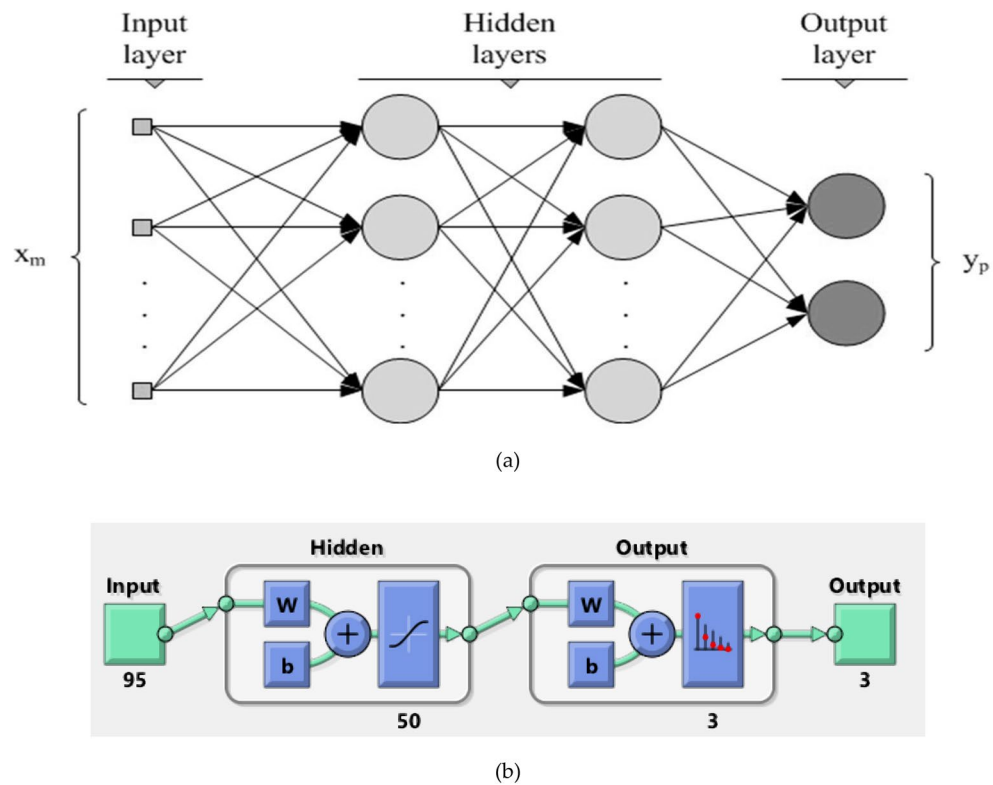 Input
layer
Hidden
layers
Output
layer
xm
yp
(a)
Hidden
Output
Input
Output
W
b
W
b
95
50
3
3
(b)